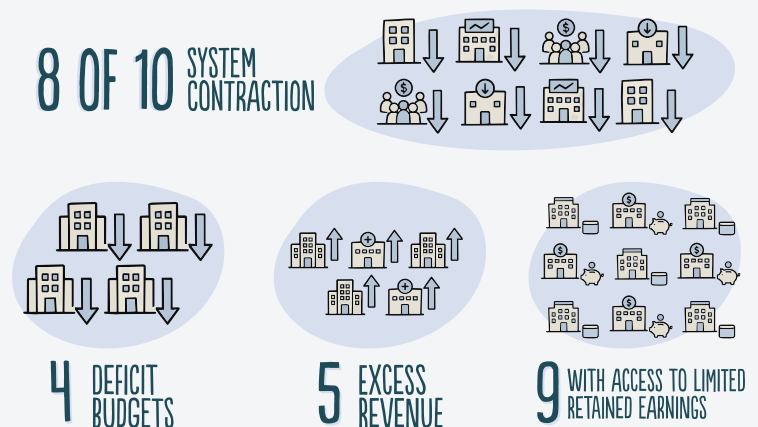 8 OF 10 SYSTEM
CONTRACTION
$
$
$
$
$
$
4 DEFICIT
BUDGETS
5 EXCESS
REVENUE
9 WITH ACCESS TO LIMITED
RETAINED EARNINGS